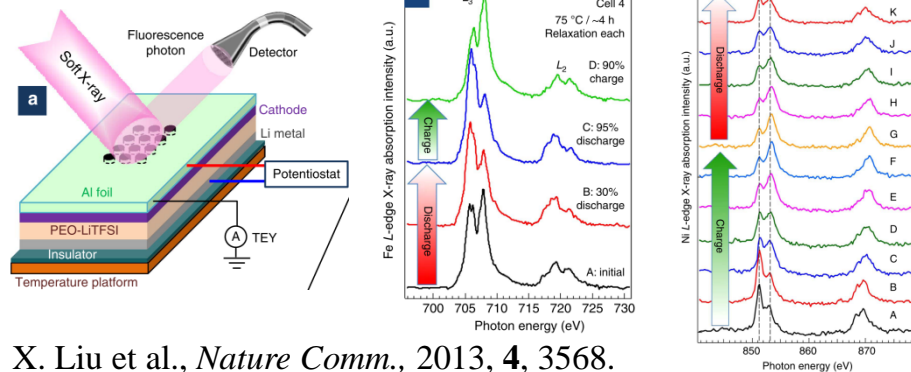 Fluorescence
photon
Detector
Soft X-ray
a
Cathode
Li metal
Potentiostat
Al foil
PEO-LiTFSI
A
TEY
Insulator
Temperature platform
Fe L-edge X-ray absorption intensity (a.u.)
L3
Cell 4
75 °C / ~4 h
Relaxation each
D: 90%
charge
L2
Charge
C: 95%
discharge
Discharge
B: 30%
discharge
A: initial
700 705 710 715 720 725 730
Photon energy (eV)
Ni L-edge X-ray absorption intensity (a.u.)
Discharge
Charge
K
J
I
H
G
F
E
D
C
B
A
850 860 870
Photon energy (eV)
X. Liu et al., Nature Comm., 2013, 4, 3568.